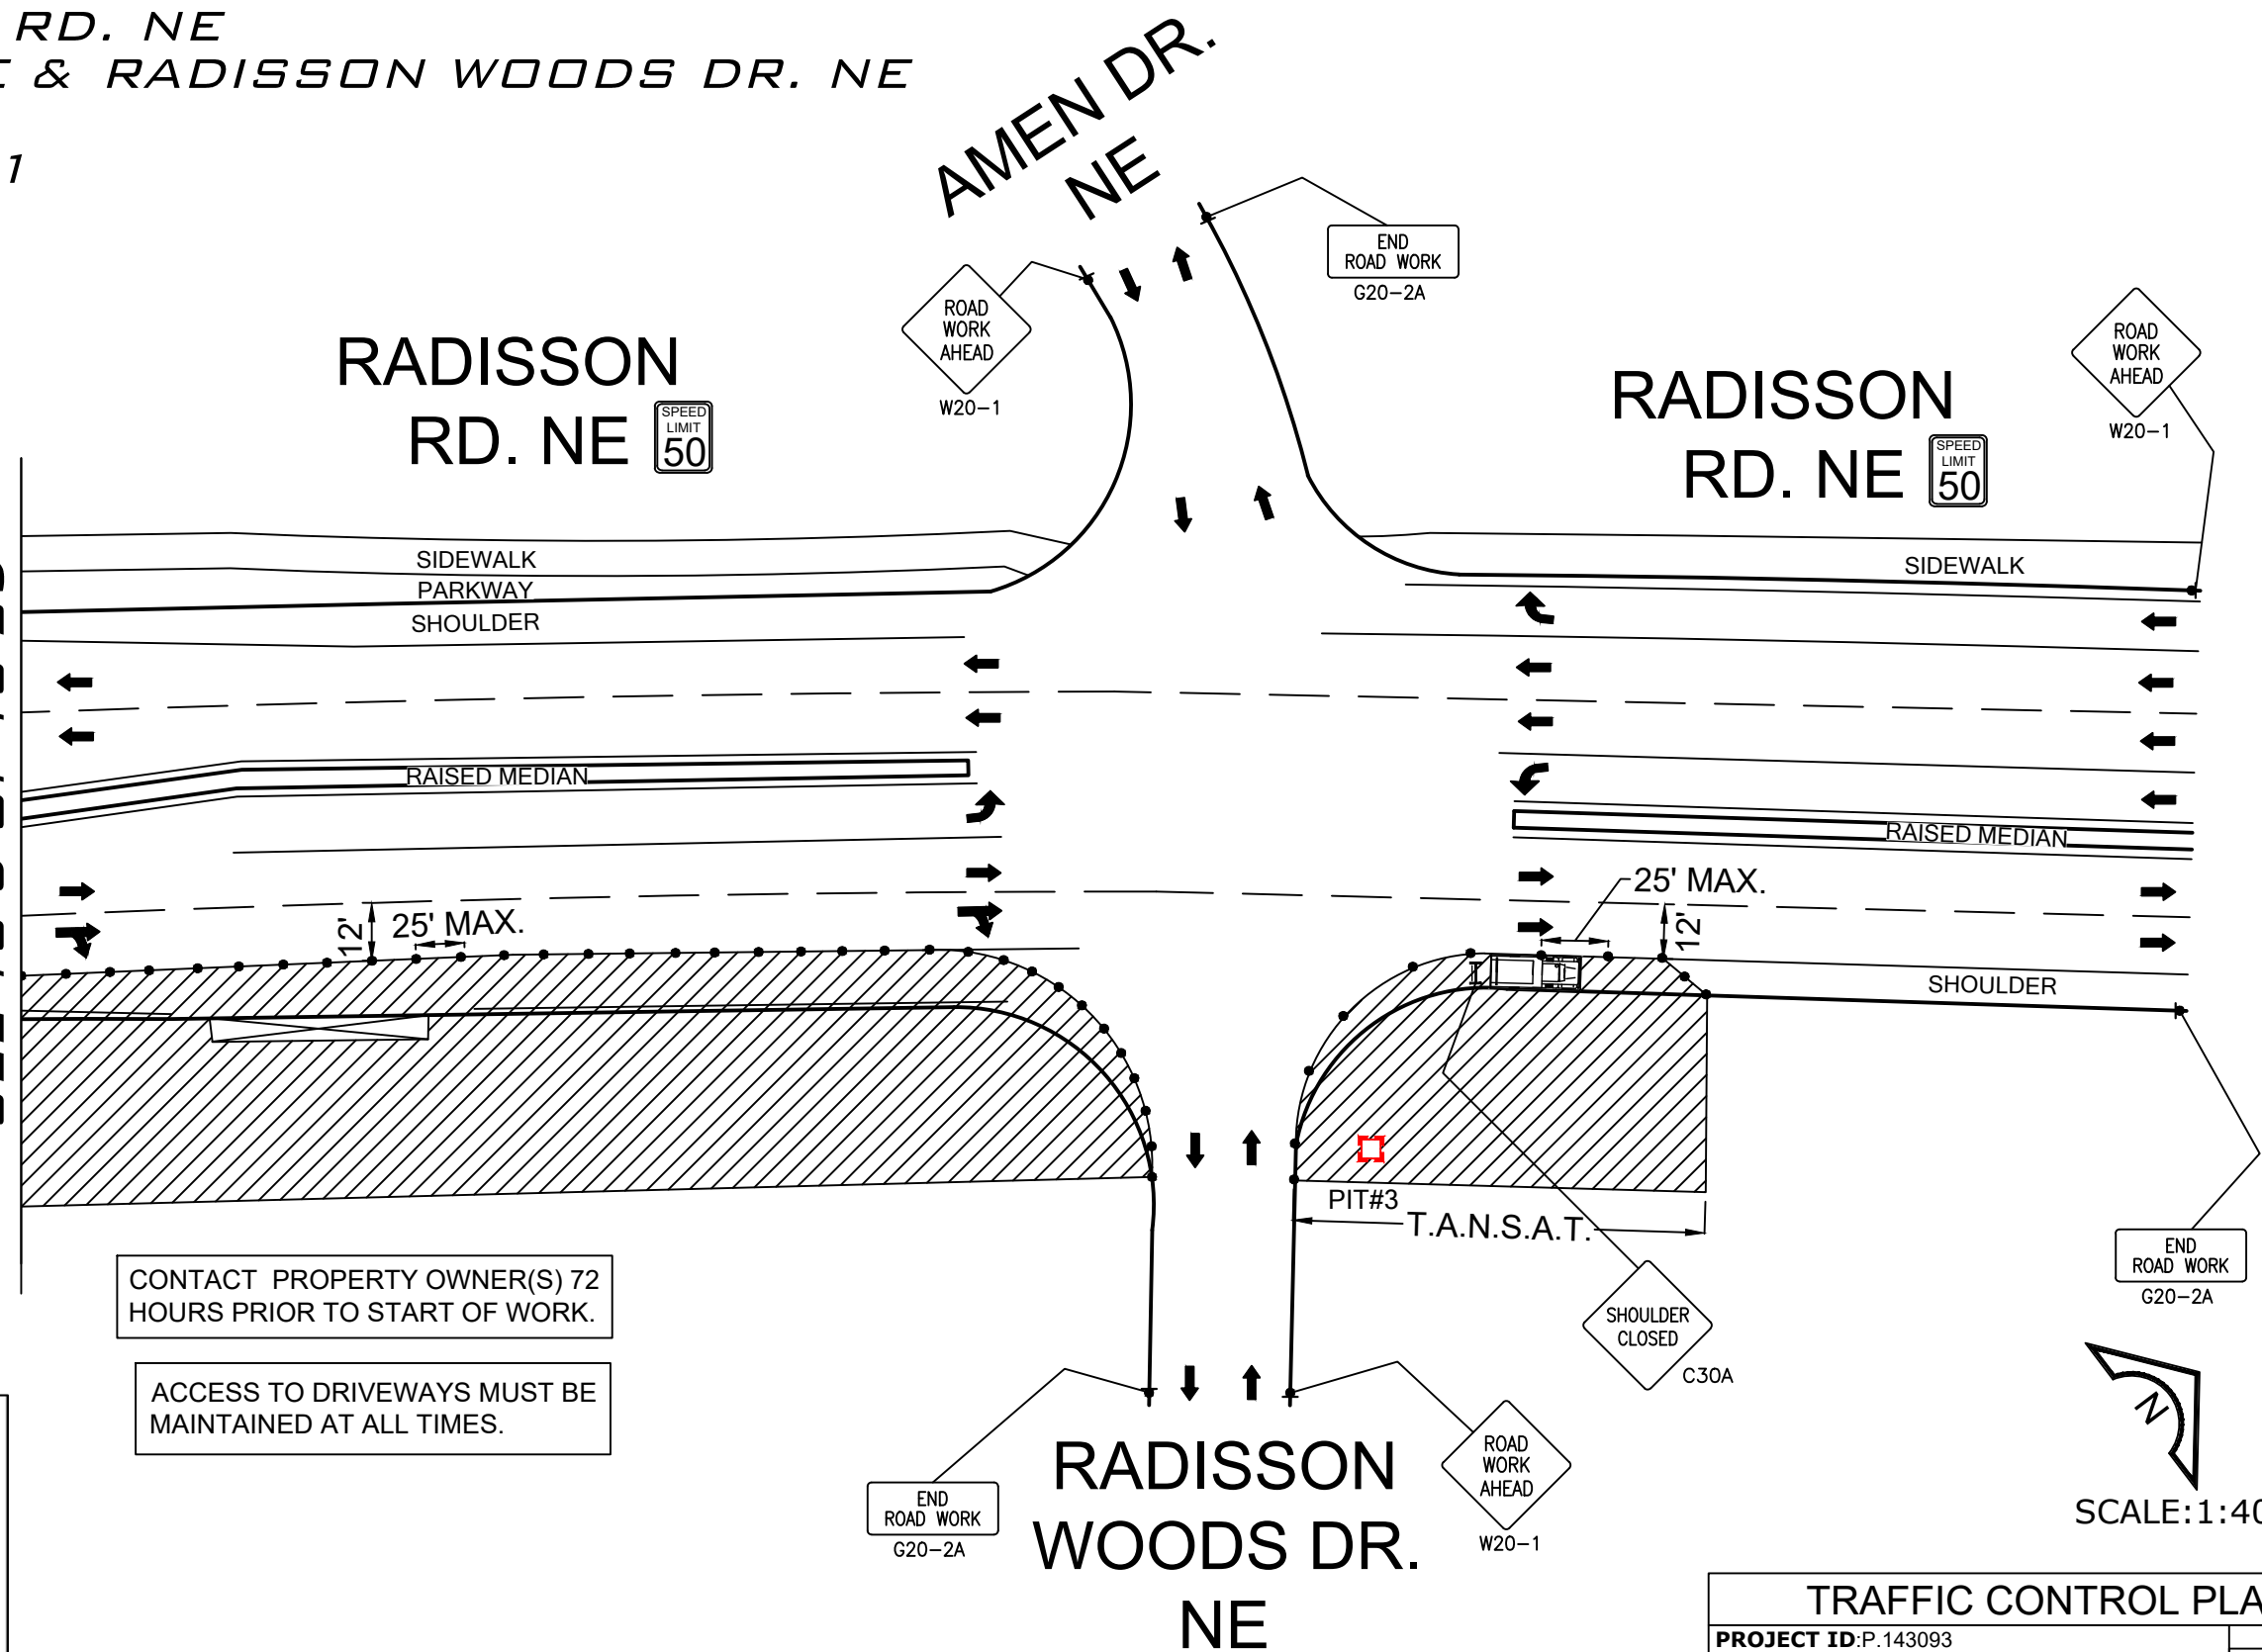 RD. NE
& RADISSON WOODS DR. NE
1
AMEN DR.
NE
END
ROAD WORK
G20-2A
ROAD
WORK
AHEAD
W20-1
ROAD
WORK
AHEAD
W20-1
RADISSON
RD. NE
SPEED
LIMIT
50
RADISSON
RD. NE
SPEED
LIMIT
50
SIDEWALK
PARKWAY
SHOULDER
SIDEWALK
RAISED MEDIAN
RAISED MEDIAN
12'
25' MAX.
25' MAX.
12'
SHOULDER
PIT#3
T.A.N.S.A.T.
CONTACT PROPERTY OWNER(S) 72
HOURS PRIOR TO START OF WORK.
ACCESS TO DRIVEWAYS MUST BE
MAINTAINED AT ALL TIMES.
SHOULDER
CLOSED
C30A
END
ROAD WORK
G20-2A
END
ROAD WORK
G20-2A
RADISSON
WOODS DR.
NE
ROAD
WORK
AHEAD
W20-1
N
SCALE:1:40
TRAFFIC CONTROL PLA
PROJECT ID:P.143093